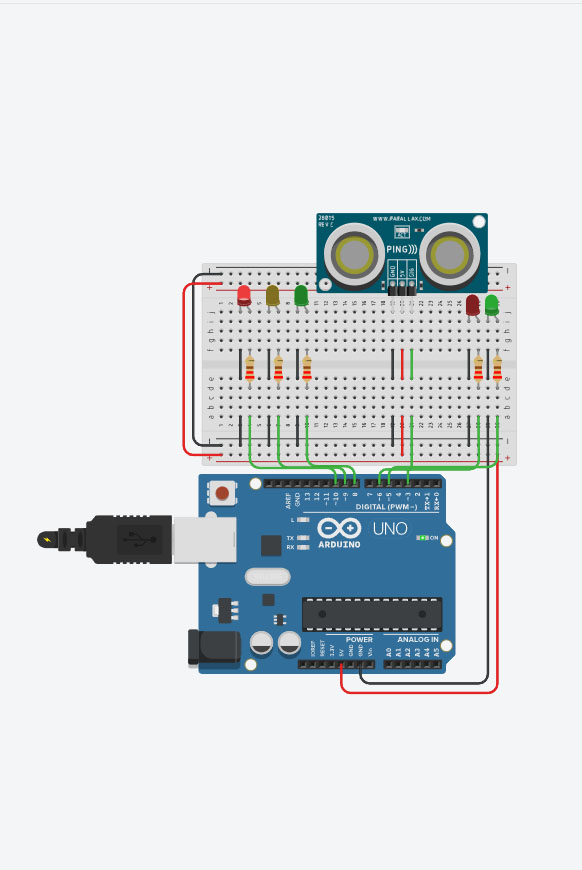 28015
REV C
WWW.PARALLAX.COM
ACT
PING)))
GND
5V
SIG
j
i
h
g
f
e
d
c
b
a
AREF
GND
13
12
~11
~10
~9
8
7
~6
~5
4
~3
2
TX→1
RX←0
DIGITAL (PWM~)
L
TX
RX
UNO
ARDUINO
ON
POWER
ANALOG IN
IOREF
RESET
3.3V
5V
GND
GND
Vin
A0
A1
A2
A3
A4
A5